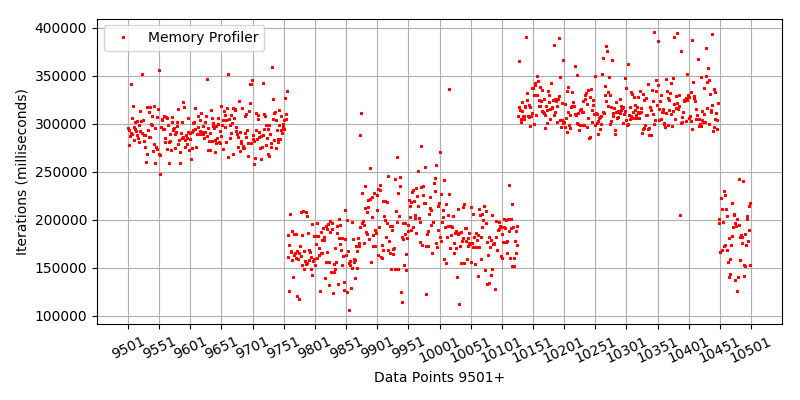 Memory Profiler
400000
350000
300000
250000
200000
150000
100000
Iterations (milliseconds)
9501 9551 9601 9651 9701 9751 9801 9851 9901 9951 10001 10051 10101 10151 10201 10251 10301 10351 10401 10451 10501
Data Points 9501+